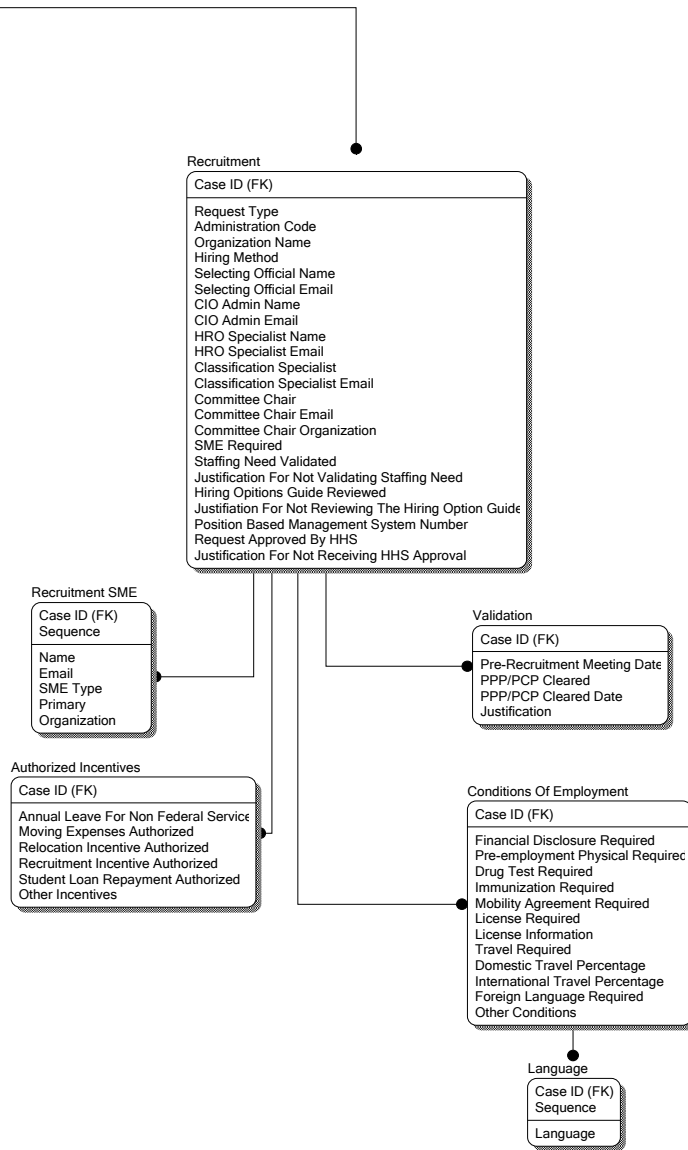 Recruitment
Case ID (FK)
Request Type
Administration Code
Organization Name
Hiring Method
Selecting Official Name
Selecting Official Email
CIO Admin Name
CIO Admin Email
HRO Specialist Name
HRO Specialist Email
Classification Specialist
Classification Specialist Email
Committee Chair
Committee Chair Email
Committee Chair Organization
SME Required
Staffing Need Validated
Justification For Not Validating Staffing Need
Hiring Options Guide Reviewed
Justifiation For Not Reviewing The Hiring Option Guide
Position Based Management System Number
Request Approved By HHS
Justification For Not Receiving HHS Approval
Recruitment SME
Case ID (FK)
Sequence
Name
Email
SME Type
Primary
Organization
Validation
Case ID (FK)
Pre-Recruitment Meeting Date
PPP/PCP Cleared
PPP/PCP Cleared Date
Justification
Authorized Incentives
Case ID (FK)
Annual Leave For Non Federal Service
Moving Expenses Authorized
Relocation Incentive Authorized
Recruitment Incentive Authorized
Student Loan Repayment Authorized
Other Incentives
Conditions Of Employment
Case ID (FK)
Financial Disclosure Required
Pre-employment Physical Required
Drug Test Required
Immunization Required
Mobility Agreement Required
License Required
License Information
Travel Required
Domestic Travel Percentage
International Travel Percentage
Foreign Language Required
Other Conditions
Language
Case ID (FK)
Sequence
Language